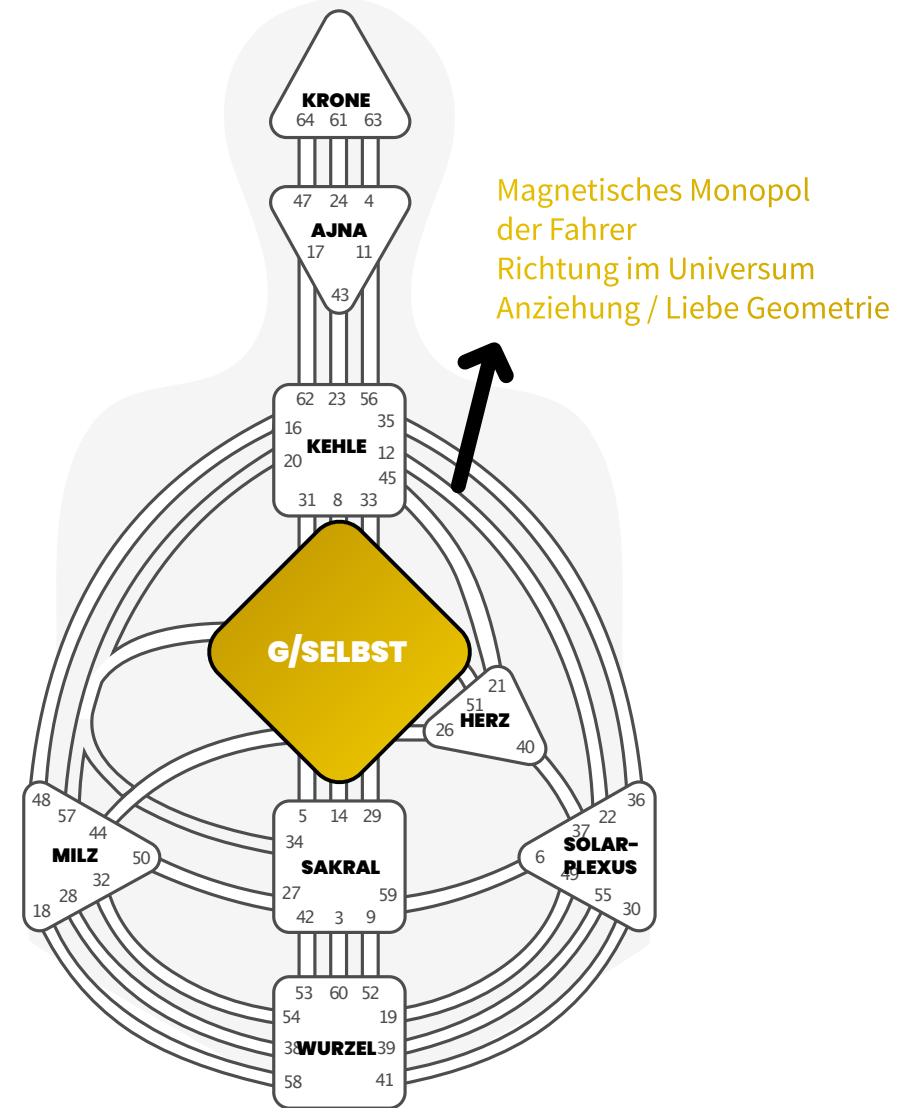 KRONE
64 61 63
47 24 4
AJNA
17 11
43
Magnetisches Monopol
der Fahrer
Richtung im Universum
Anziehung / Liebe Geometrie
62 23 56
16 35
KEHLE
20 12
45
31 8 33
G/SELBST
21
51
HERZ
26
40
48
57
44
MILZ
50
32
28
18
5 14 29
34
SAKRAL
27 59
42 3 9
36
22
37
SOLAR-
6
PLEXUS
49
55
30
53 60 52
54 19
38 WURZEL 39
58 41